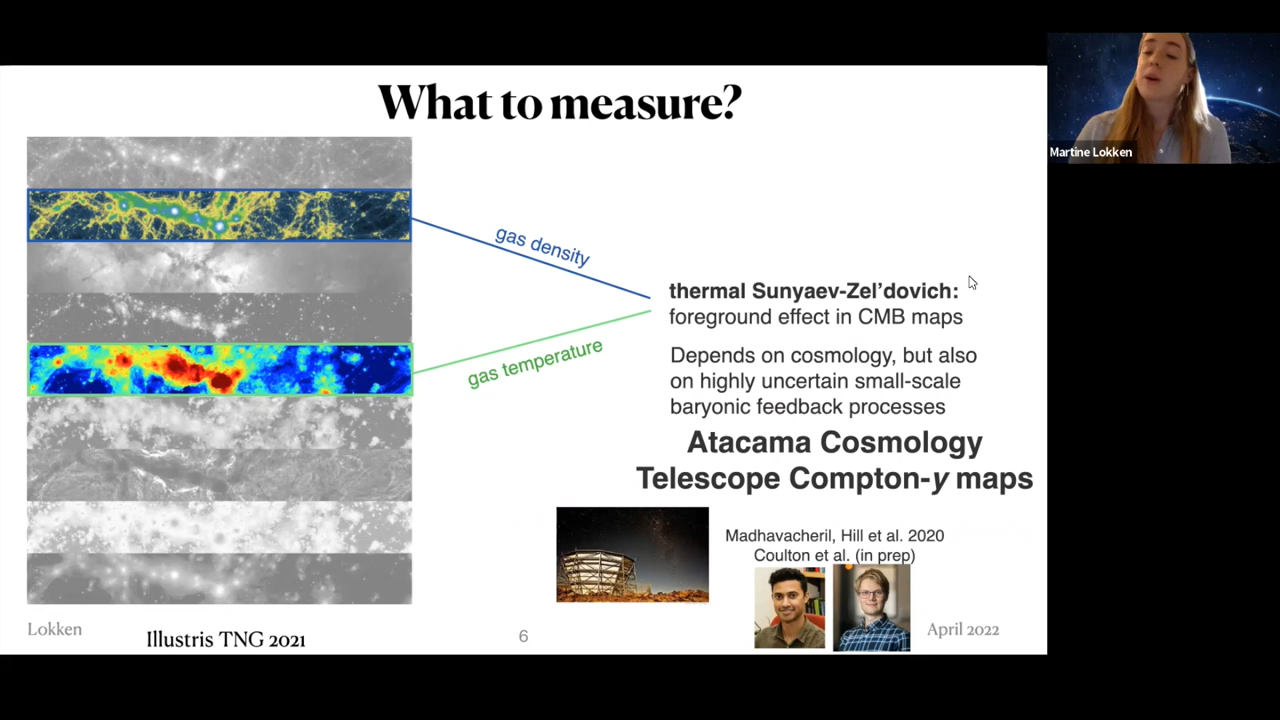 What to measure?
Martine Lokken
gas density
gas temperature
thermal Sunyaev-Zel’dovich:
foreground effect in CMB maps
Depends on cosmology, but also
on highly uncertain small-scale
baryonic feedback processes
Atacama Cosmology
Telescope Compton-y maps
Madhavacheril, Hill et al. 2020
Coulton et al. (in prep)
Lokken
Illustris TNG 2021
6
April 2022